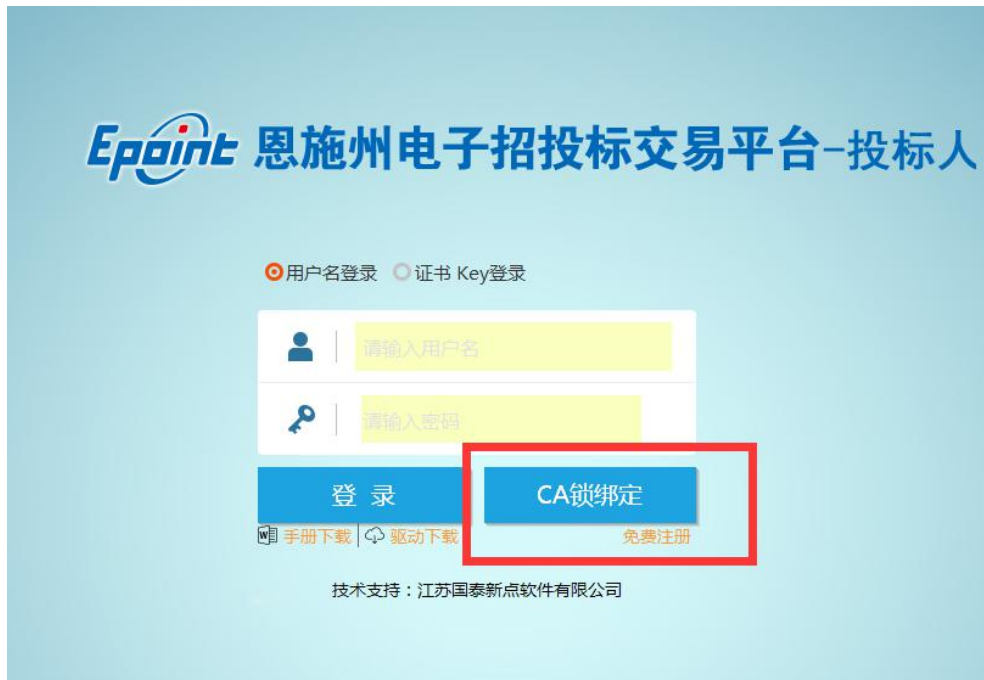 Epoint 恩施州电子招投标交易平台-投标人
用户名登录 证书 Key登录
请输入用户名
请输入密码
登 录 CA锁绑定
手册下载 驱动下载 免费注册
技术支持：江苏国泰新点软件有限公司